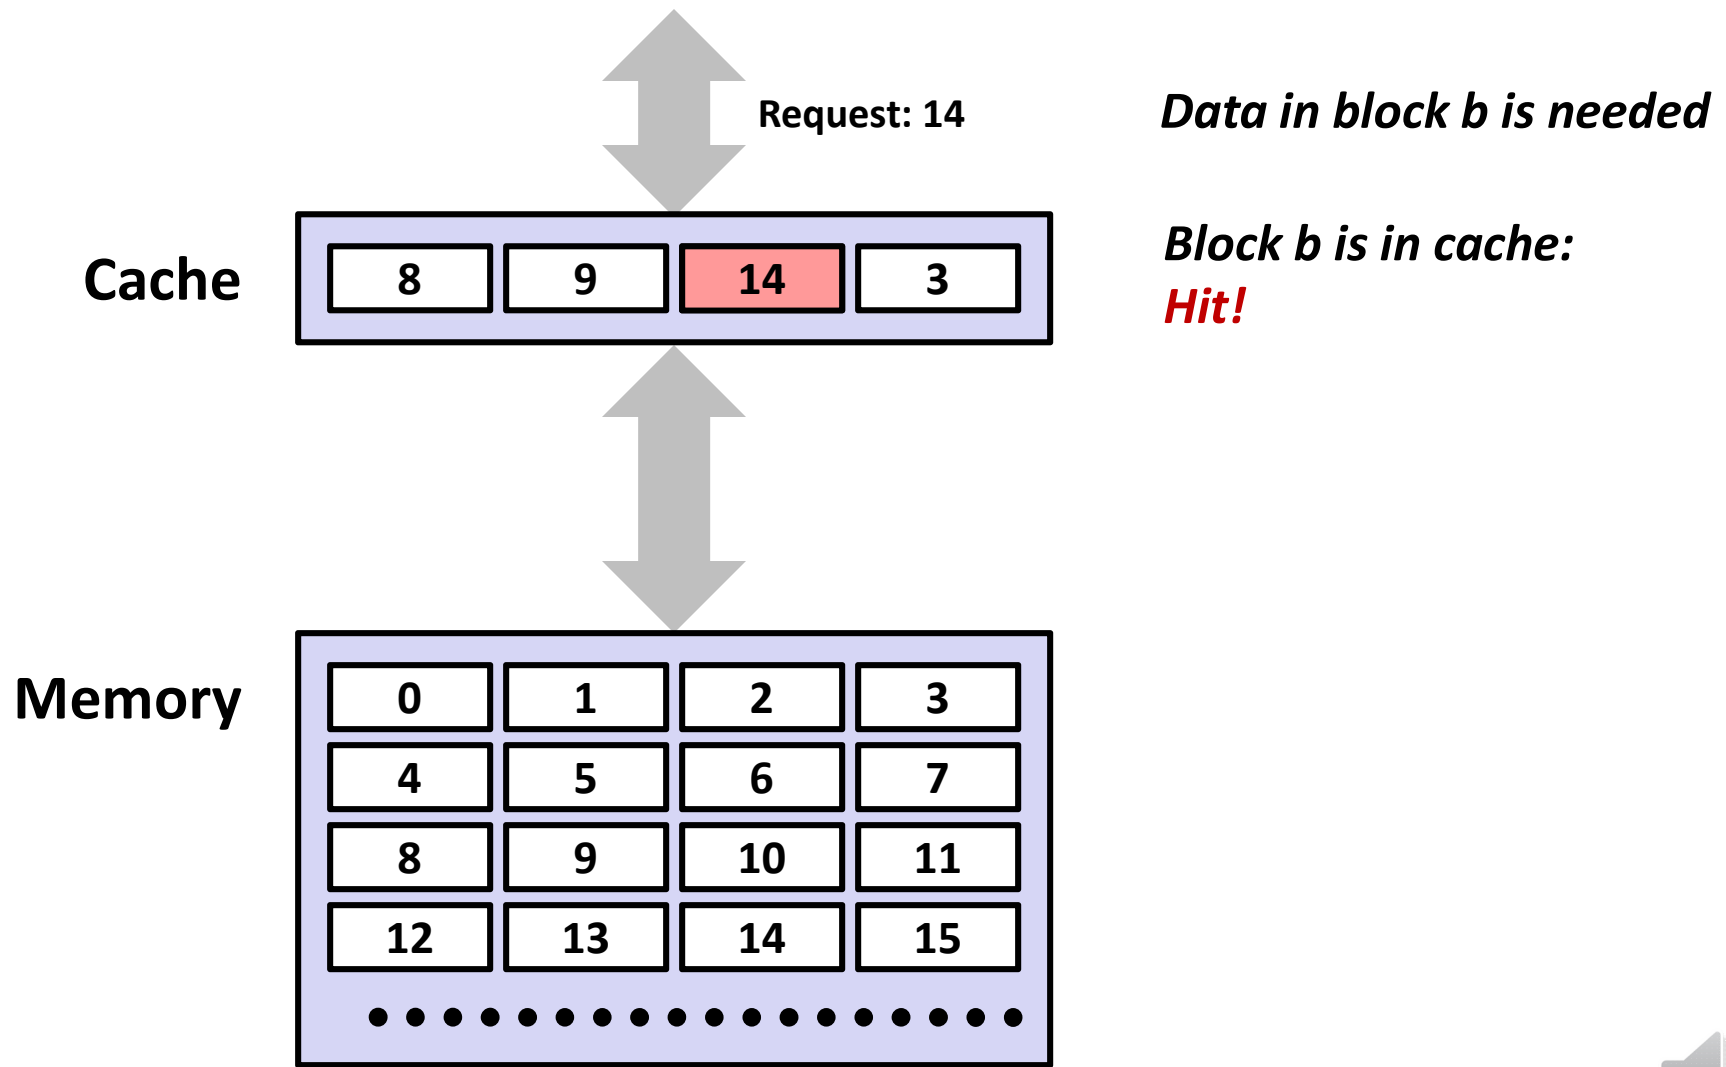 Request: 14
Data in block b is needed
Cache
8 9 14 3
Block b is in cache:
Hit!
Memory
0 1 2 3
4 5 6 7
8 9 10 11
12 13 14 15